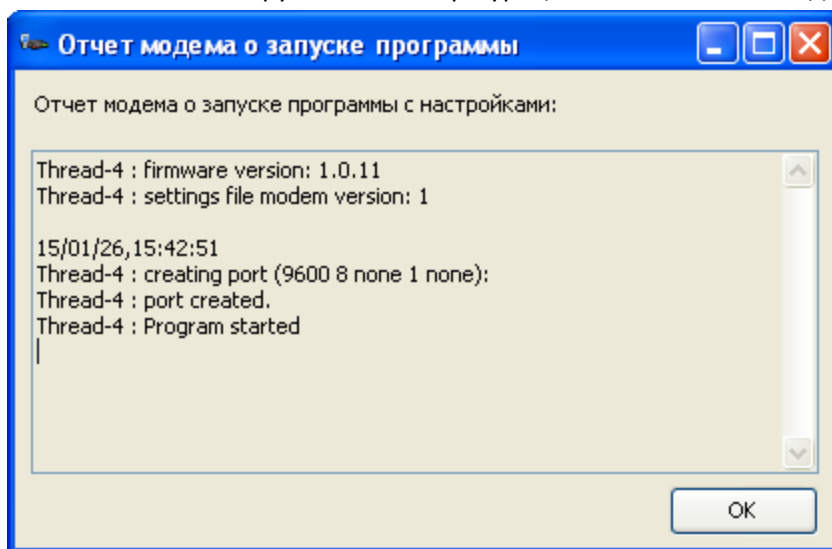 Отчет модема о запуске программы
Отчет модема о запуске программы с настройками:
Thread-4 : firmware version: 1.0.11
Thread-4 : settings file modem version: 1
15/01/26,15:42:51
Thread-4 : creating port (9600 8 none 1 none):
Thread-4 : port created.
Thread-4 : Program started
OK